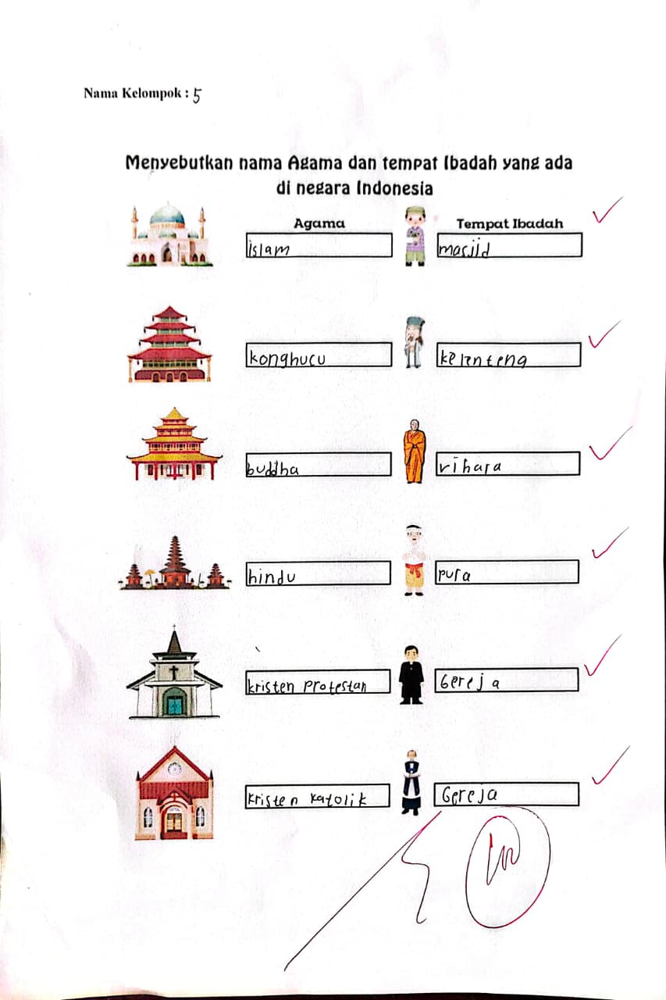 Nama Kelompok : 5
Menyebutkan nama Agama dan tempat Ibadah yang ada
di negara Indonesia
Agama Tempat Ibadah
islam masjid
konghucu kelenteng
buddha vihara
hindu pura
kristen protestan Gereja
kristen katolik Gereja
100